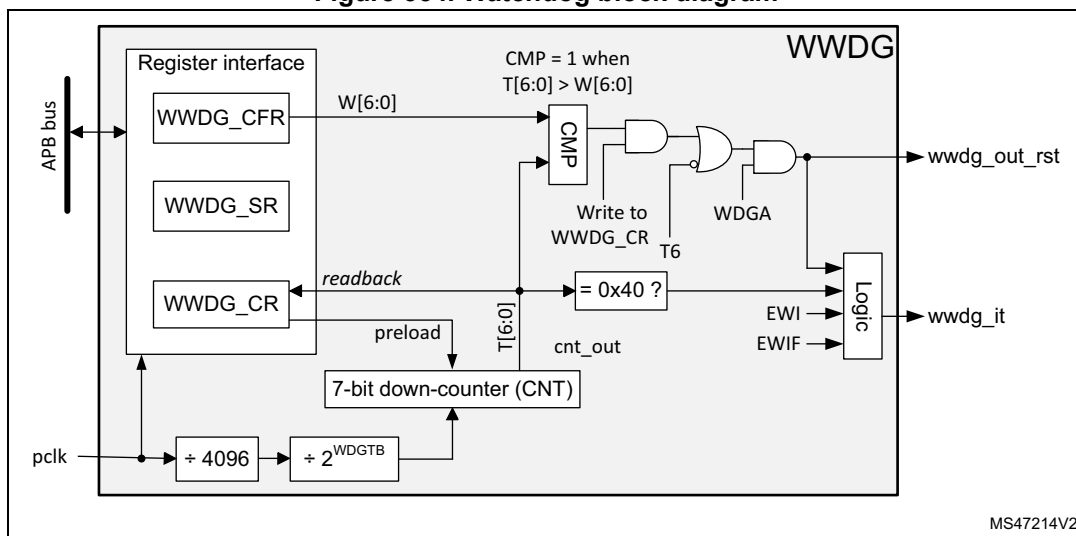 WWDG
Register interface
CMP = 1 when
T[6:0] > W[6:0]
APB bus
WWDG_CFR
W[6:0]
CMP
wwdg_out_rst
WWDG_SR
Write to
WWDG_CR
T6
WDGA
readback
WWDG_CR
= 0x40 ?
Logic
preload
T[6:0]
cnt_out
EWI
EWIF
wwdg_it
7-bit down-counter (CNT)
pclk
÷ 4096
÷ 2WDGTB
MS47214V2